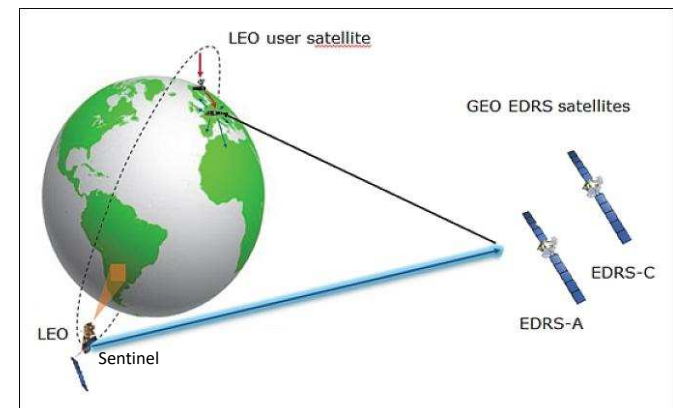 LEO user satellite
GEO EDRS satellites
EDRS-C
EDRS-A
LEO
Sentinel